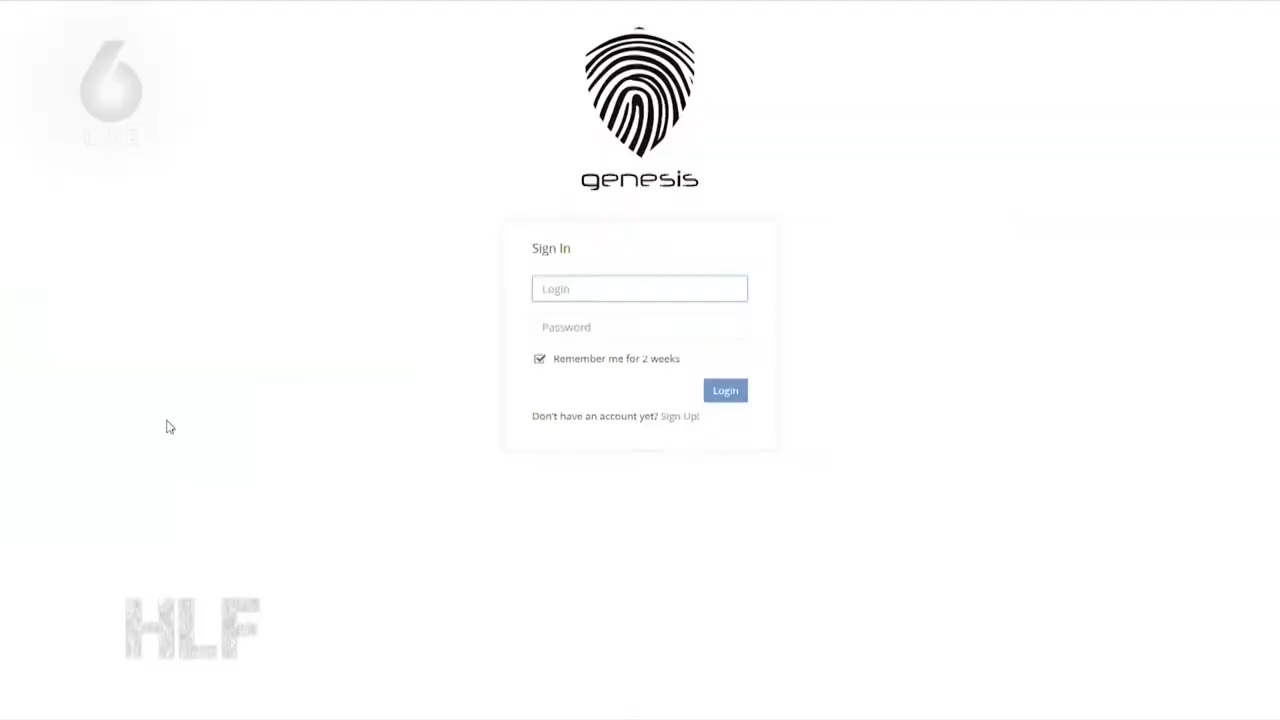 6
genesis
Sign In
Login
Password
Remember me for 2 weeks
Login
Don't have an account yet? Sign Up!
HLF